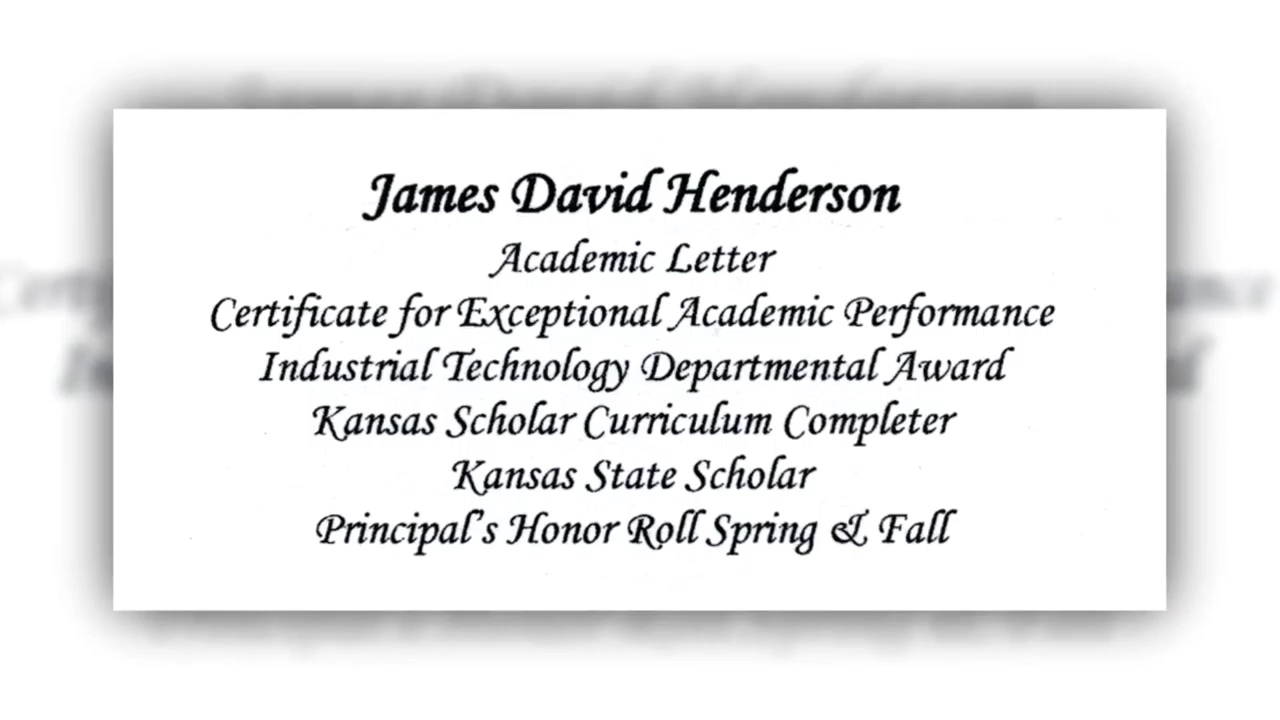 James David Henderson
Academic Letter
Certificate for Exceptional Academic Performance
Industrial Technology Departmental Award
Kansas Scholar Curriculum Completer
Kansas State Scholar
Principal's Honor Roll Spring & Fall